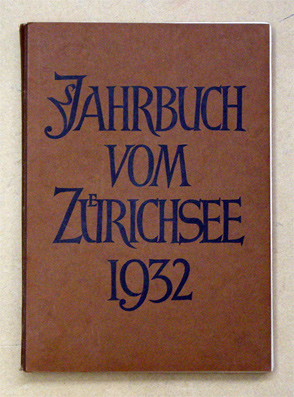 JAHRBUCH
VOM
ZÜRICHSEE
1932